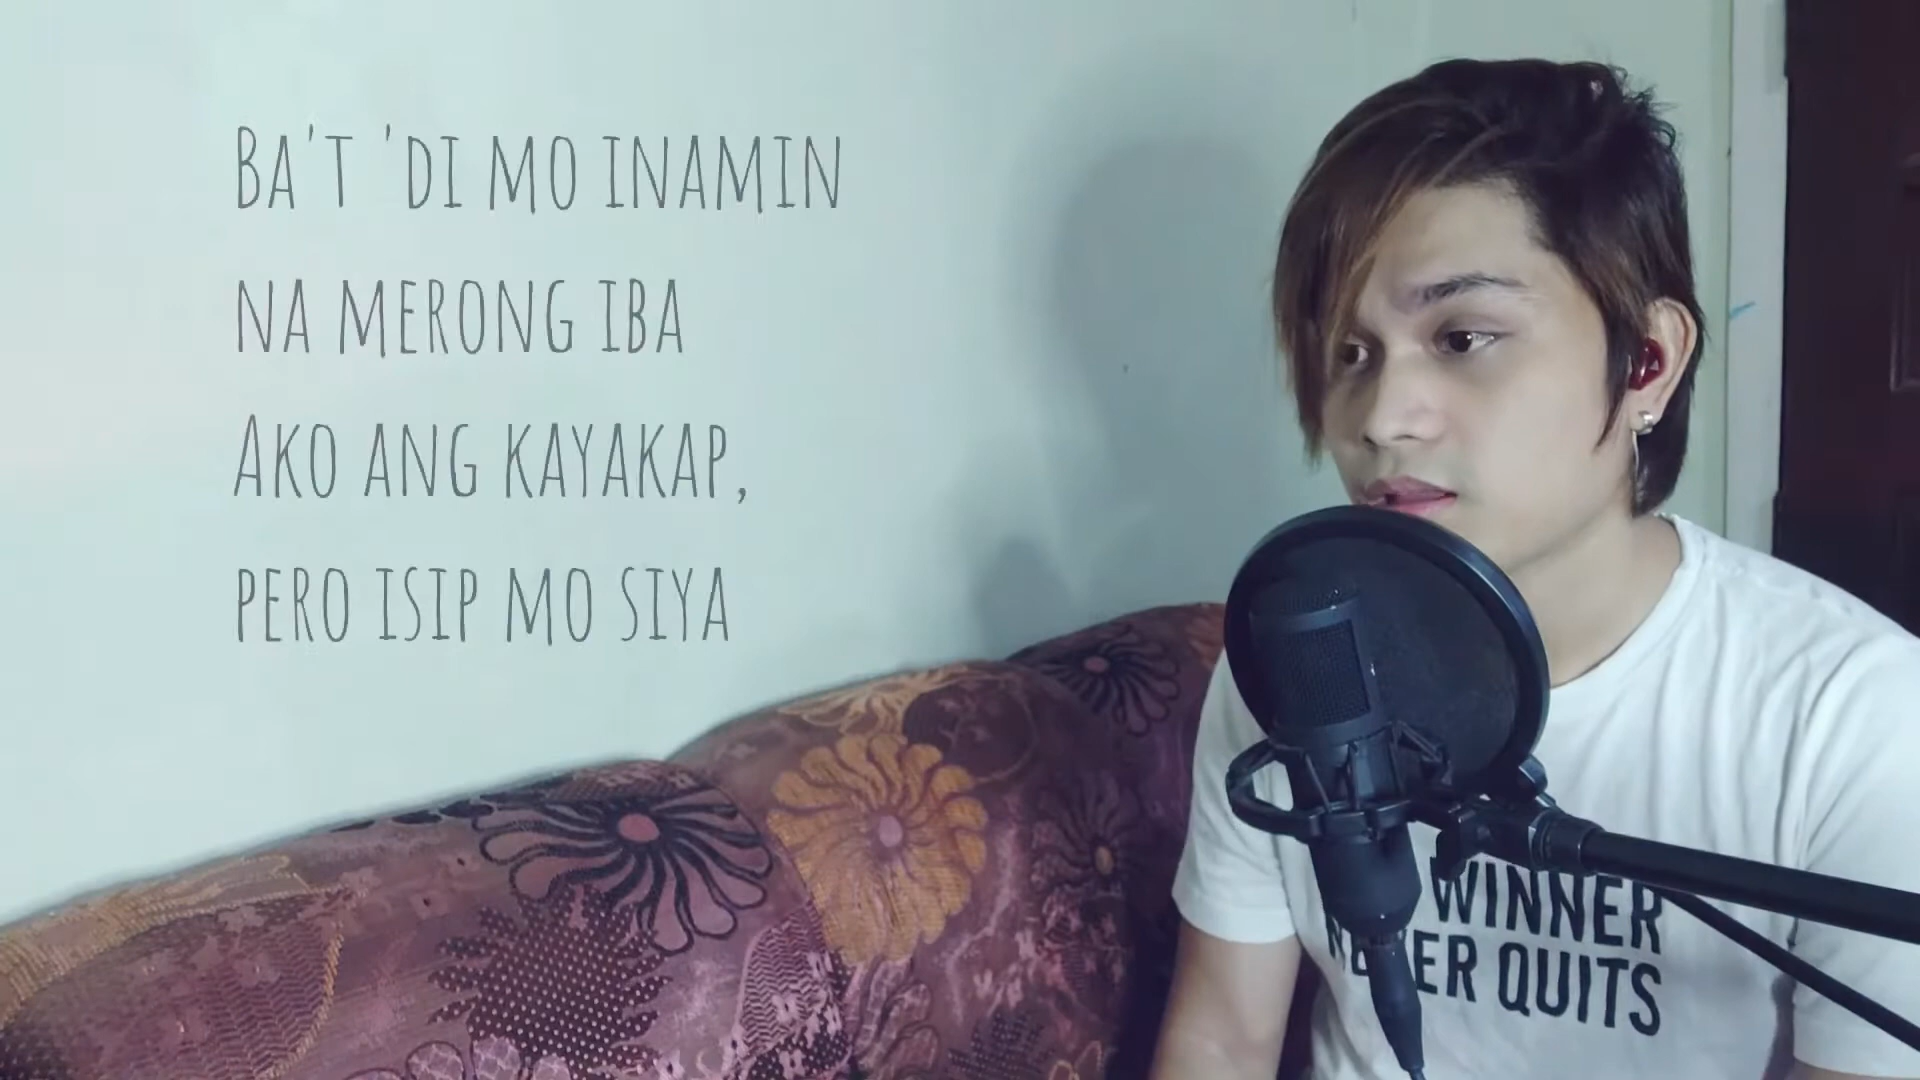 Ba't 'di mo inamin
na merong iba
Ako ang kayakap,
pero isip mo siya
WINNER
QUITS